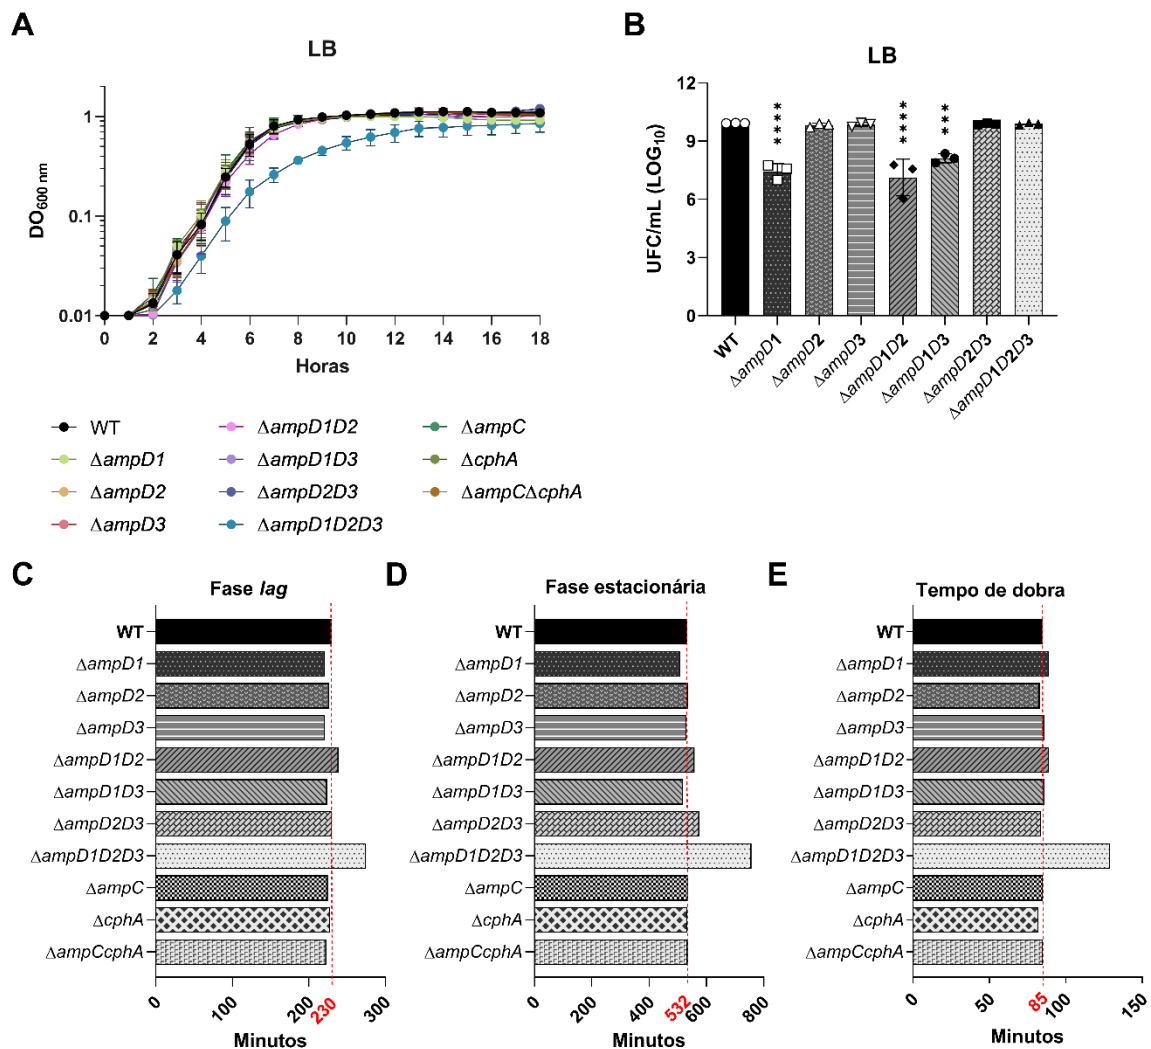 A
LB
DO600 nm
1
0.1
0.01
0 2 4 6 8 10 12 14 16 18
Horas
B
LB
UFC/mL (LOG10)
12
9
6
3
0
****
****
***
WT
ΔampD1
ΔampD2
ΔampD3
ΔampD1D2
ΔampD1D3
ΔampD2D3
ΔampD1D2D3
WT
ΔampD1
ΔampD2
ΔampD3
ΔampD1D2
ΔampD1D3
ΔampD2D3
ΔampD1D2D3
ΔampC
ΔcphA
ΔampCΔcphA
C
Fase lag
WT
ΔampD1
ΔampD2
ΔampD3
ΔampD1D2
ΔampD1D3
ΔampD2D3
ΔampD1D2D3
ΔampC
ΔcphA
ΔampCcphA
0 100 200 230 300
Minutos
D
Fase estacionária
WT
ΔampD1
ΔampD2
ΔampD3
ΔampD1D2
ΔampD1D3
ΔampD2D3
ΔampD1D2D3
ΔampC
ΔcphA
ΔampCcphA
0 200 400 532 600 800
Minutos
E
Tempo de dobra
WT
ΔampD1
ΔampD2
ΔampD3
ΔampD1D2
ΔampD1D3
ΔampD2D3
ΔampD1D2D3
ΔampC
ΔcphA
ΔampCcphA
0 50 85 100 150
Minutos